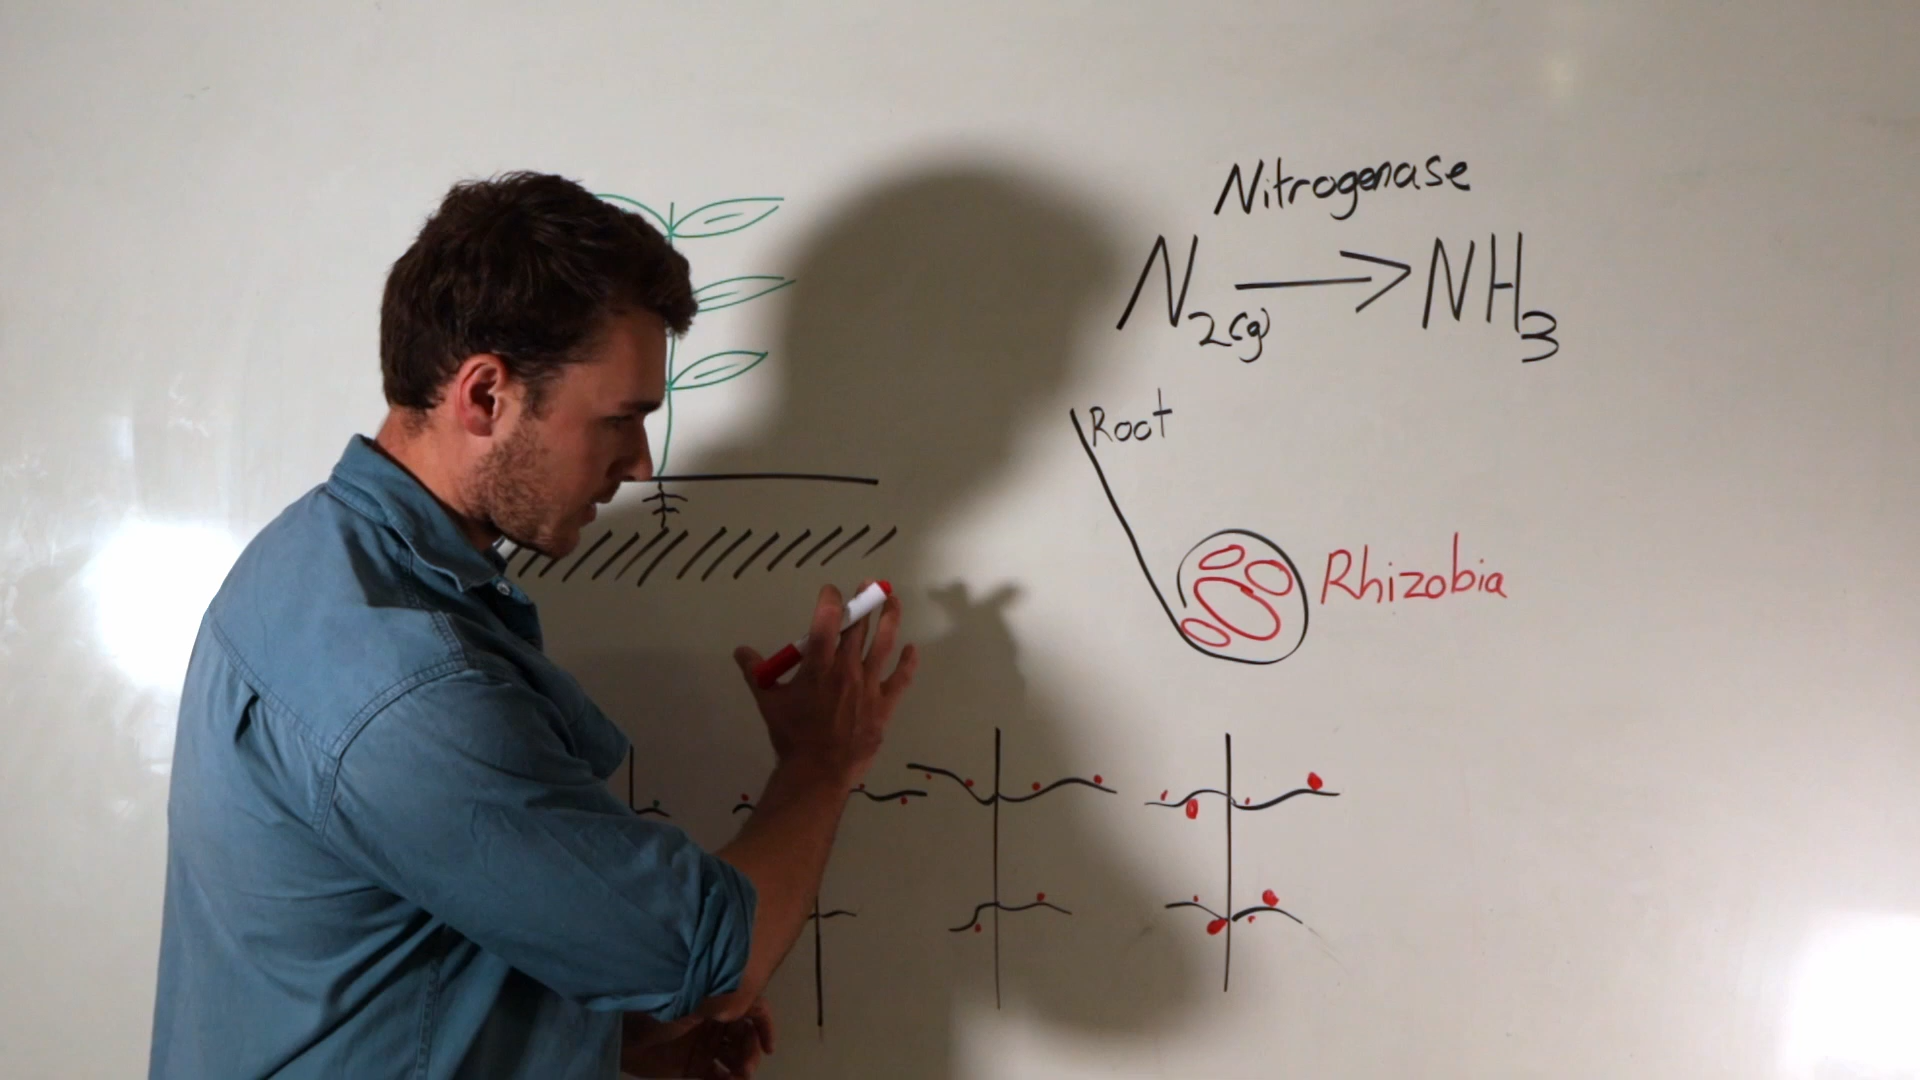 Nitrogenase
N₂(g) → NH₃
Root
Rhizobia